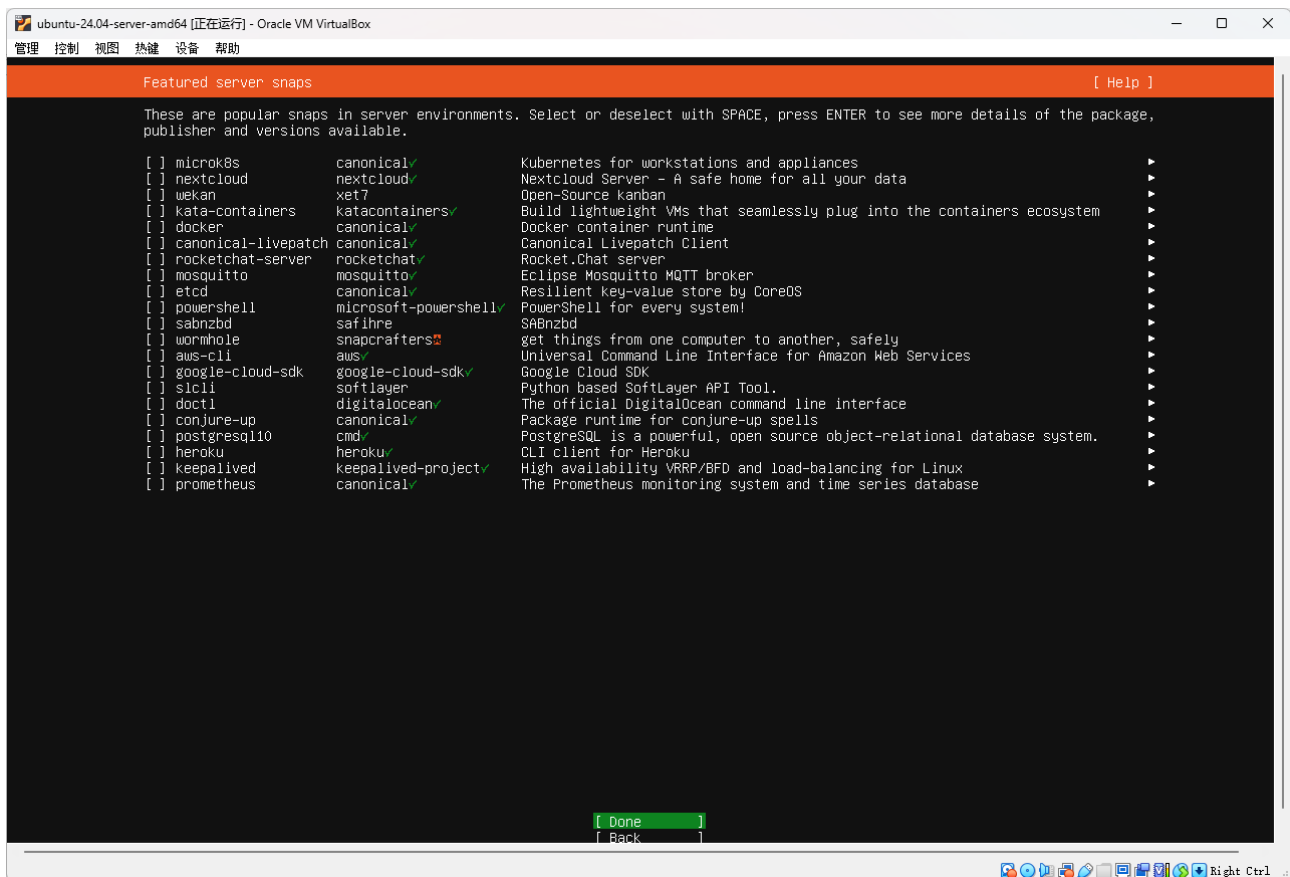 ubuntu-24.04-server-amd64 [正在运行] - Oracle VM VirtualBox
管理 控制 视图 热键 设备 帮助
Featured server snaps [ Help ]
These are popular snaps in server environments. Select or deselect with SPACE, press ENTER to see more details of the package,
publisher and versions available.
[ ] microk8s canonical✓ Kubernetes for workstations and appliances ▸
[ ] nextcloud nextcloud✓ Nextcloud Server – A safe home for all your data ▸
[ ] wekan xet7 Open-Source kanban ▸
[ ] kata-containers katacontainers✓ Build lightweight VMs that seamlessly plug into the containers ecosystem ▸
[ ] docker canonical✓ Docker container runtime ▸
[ ] canonical-livepatch canonical✓ Canonical Livepatch Client ▸
[ ] rocketchat-server rocketchat✓ Rocket.Chat server ▸
[ ] mosquitto mosquitto✓ Eclipse Mosquitto MQTT broker ▸
[ ] etcd canonical✓ Resilient key-value store by CoreOS ▸
[ ] powershell microsoft-powershell✓ PowerShell for every system! ▸
[ ] sabnzbd safihre SABnzbd ▸
[ ] wormhole snapcrafters get things from one computer to another, safely ▸
[ ] aws-cli aws✓ Universal Command Line Interface for Amazon Web Services ▸
[ ] google-cloud-sdk google-cloud-sdk✓ Google Cloud SDK ▸
[ ] slcli softlayer Python based SoftLayer API Tool. ▸
[ ] doctl digitalocean✓ The official DigitalOcean command line interface ▸
[ ] conjure-up canonical✓ Package runtime for conjure-up spells ▸
[ ] postgresql10 cmd✓ PostgreSQL is a powerful, open source object-relational database system. ▸
[ ] heroku heroku✓ CLI client for Heroku ▸
[ ] keepalived keepalived-project✓ High availability VRRP/BFD and load-balancing for Linux ▸
[ ] prometheus canonical✓ The Prometheus monitoring system and time series database ▸
[ Done ]
[ Back ]
Right Ctrl